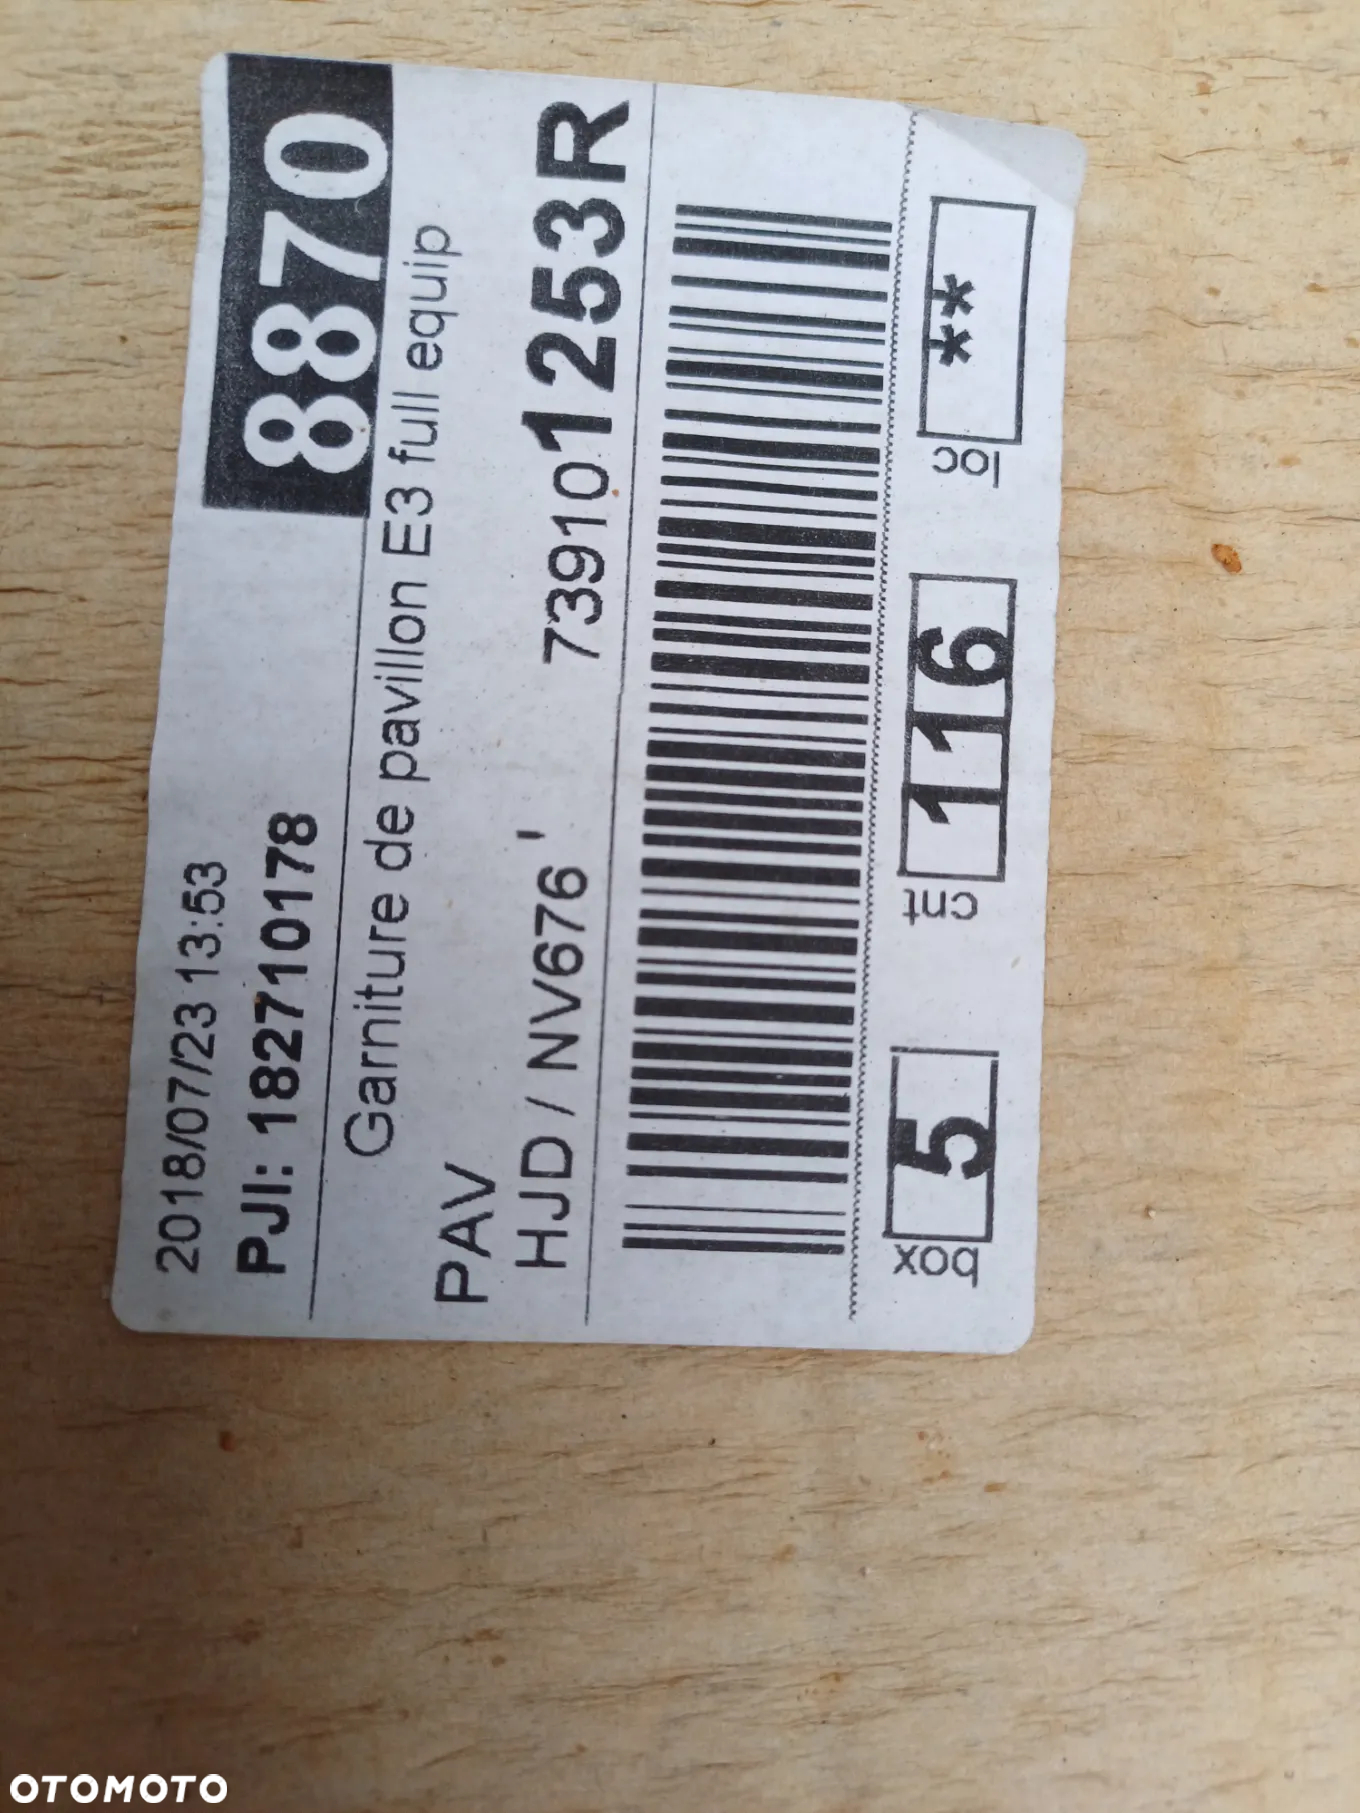 2018/07/23 13:53
PJI: 182710178
8870
Garniture de pavillon E3 full equip
PAV
HJD / NV676 '
739101253R
box
5
cnt
116
loc
**
OTOMOTO